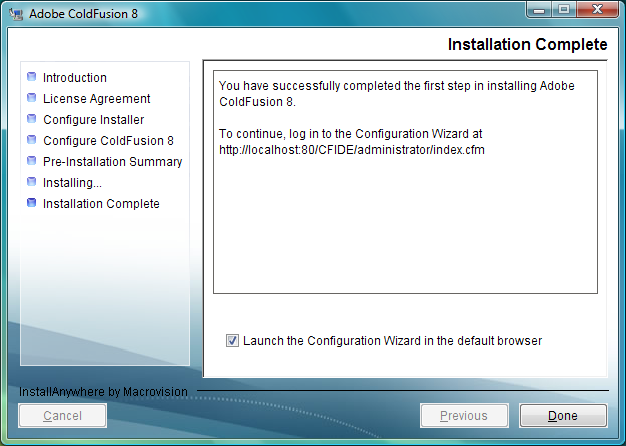 Adobe ColdFusion 8
Installation Complete
Introduction
License Agreement
Configure Installer
Configure ColdFusion 8
Pre-Installation Summary
Installing...
Installation Complete
You have successfully completed the first step in installing Adobe
ColdFusion 8.
To continue, log in to the Configuration Wizard at
http://localhost:80/CFIDE/administrator/index.cfm
Launch the Configuration Wizard in the default browser
InstallAnywhere by Macrovision
Cancel
Previous
Done